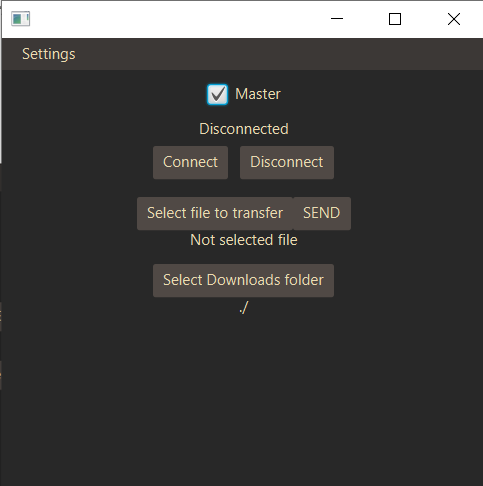 Settings
Master
Disconnected
Connect Disconnect
Select file to transfer SEND
Not selected file
Select Downloads folder
./